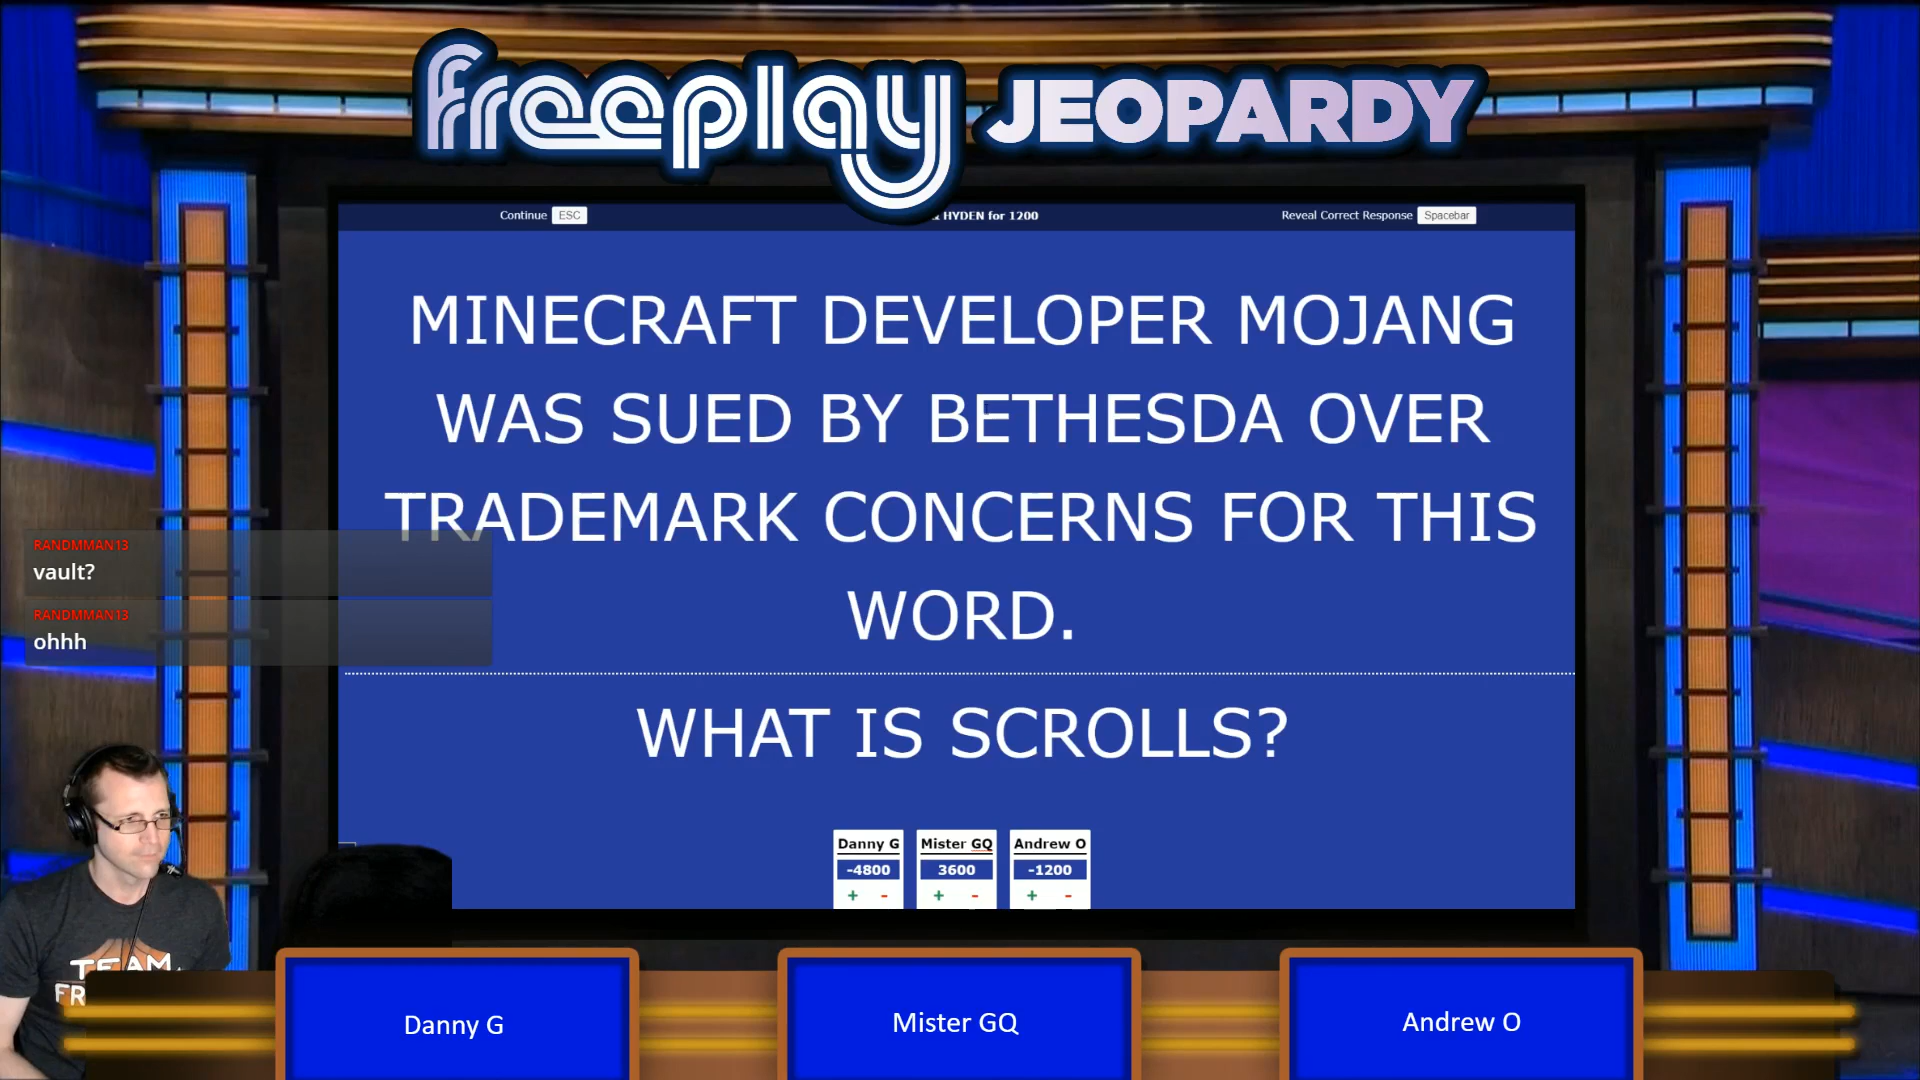 freeplay JEOPARDY
Continue ESC
HYDEN for 1200
Reveal Correct Response Spacebar
MINECRAFT DEVELOPER MOJANG
WAS SUED BY BETHESDA OVER
TRADEMARK CONCERNS FOR THIS
WORD.
RANDMMAN13
vault?
RANDMMAN13
ohhh
WHAT IS SCROLLS?
Danny G Mister GQ Andrew O
-4800 3600 -1200
+ - + - + -
TEAM
FR
Danny G
Mister GQ
Andrew O